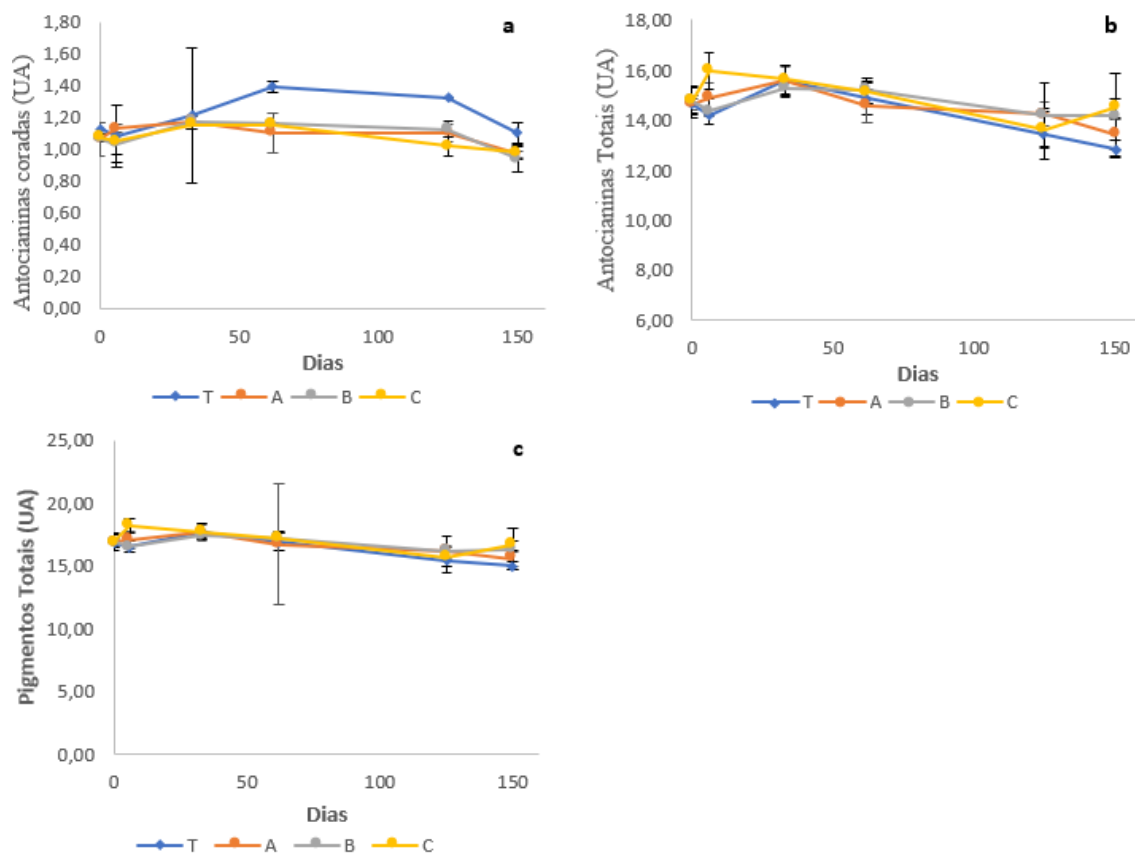 a
Antocianinas coradas (UA)
1,80
1,60
1,40
1,20
1,00
0,80
0,60
0,40
0,20
0,00
0 50 100 150
Dias
T A B C
b
Antocianinas Totais (UA)
18,00
16,00
14,00
12,00
10,00
8,00
6,00
0 50 100 150
Dias
T A B C
c
Pigmentos Totais (UA)
25,00
20,00
15,00
10,00
5,00
0,00
0 50 100 150
Dias
T A B C